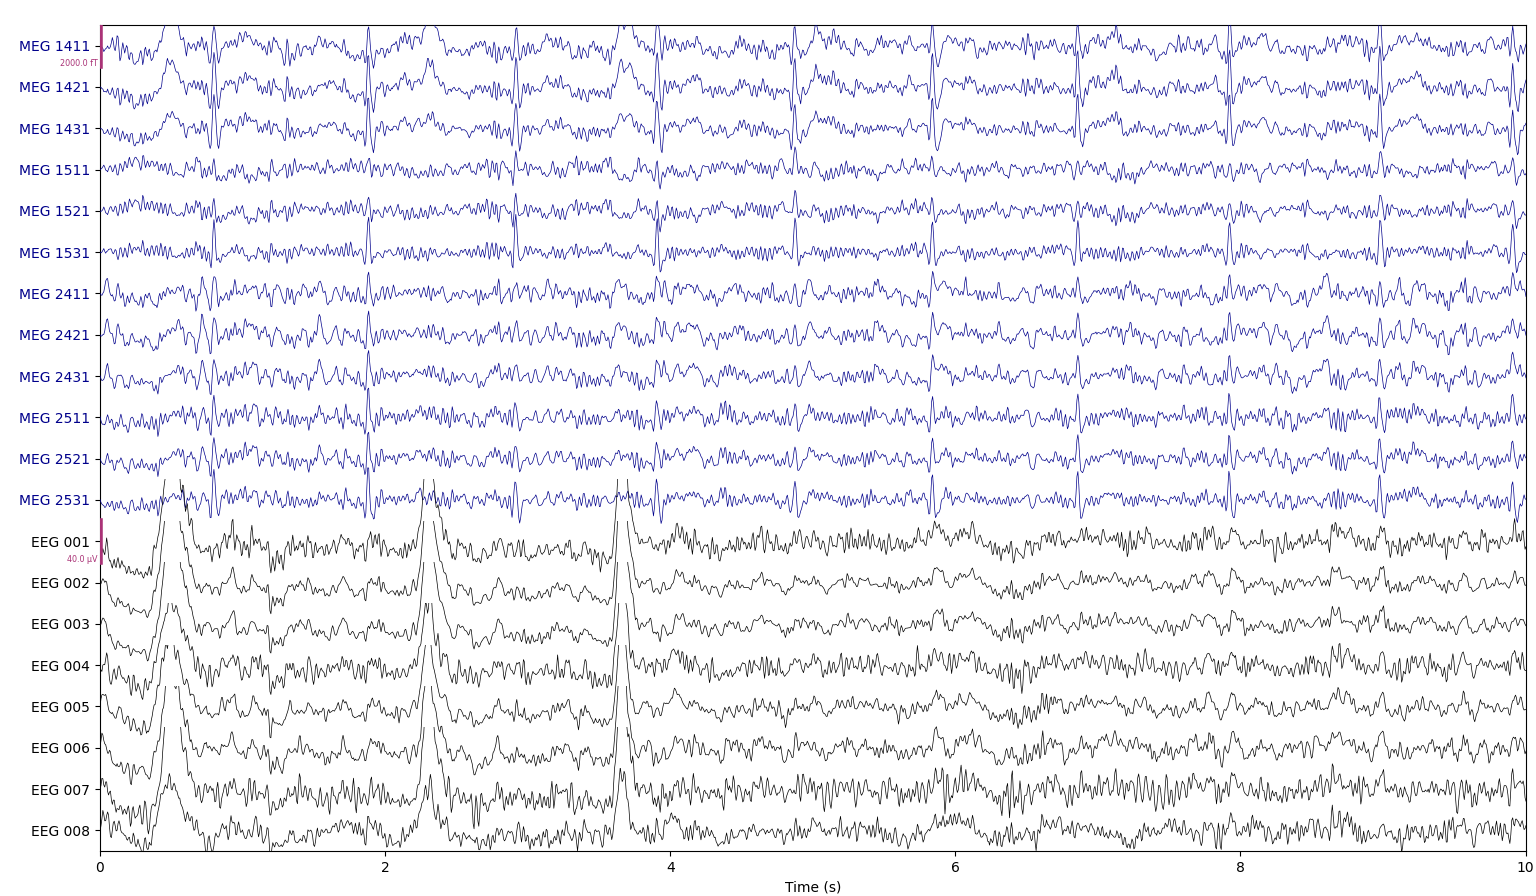 MEG 1411
2000.0 fT
MEG 1421
MEG 1431
MEG 1511
MEG 1521
MEG 1531
MEG 2411
MEG 2421
MEG 2431
MEG 2511
MEG 2521
MEG 2531
EEG 001
40.0 µV
EEG 002
EEG 003
EEG 004
EEG 005
EEG 006
EEG 007
EEG 008
0 2 4 6 8 10
Time (s)